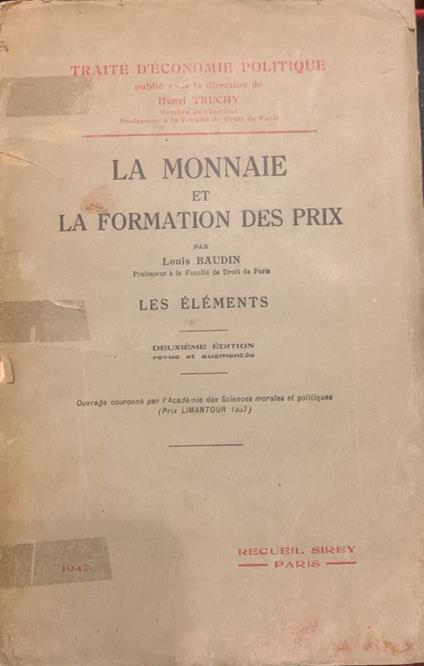 TRAITÉ D'ÉCONOMIE POLITIQUE
publié sous la direction de
Henri TRUCHY
Membre de l'Institut
Professeur à la Faculté de Droit de Paris
LA MONNAIE
ET
LA FORMATION DES PRIX
PAR
Louis BAUDIN
Professeur à la Faculté de Droit de Paris
LES ÉLÉMENTS
DEUXIÈME ÉDITION
revue et augmentée
Ouvrage couronné par l'Académie des Sciences morales et politiques
(Prix LIMANTOUR 1937)
RECUEIL SIREY
PARIS
1947